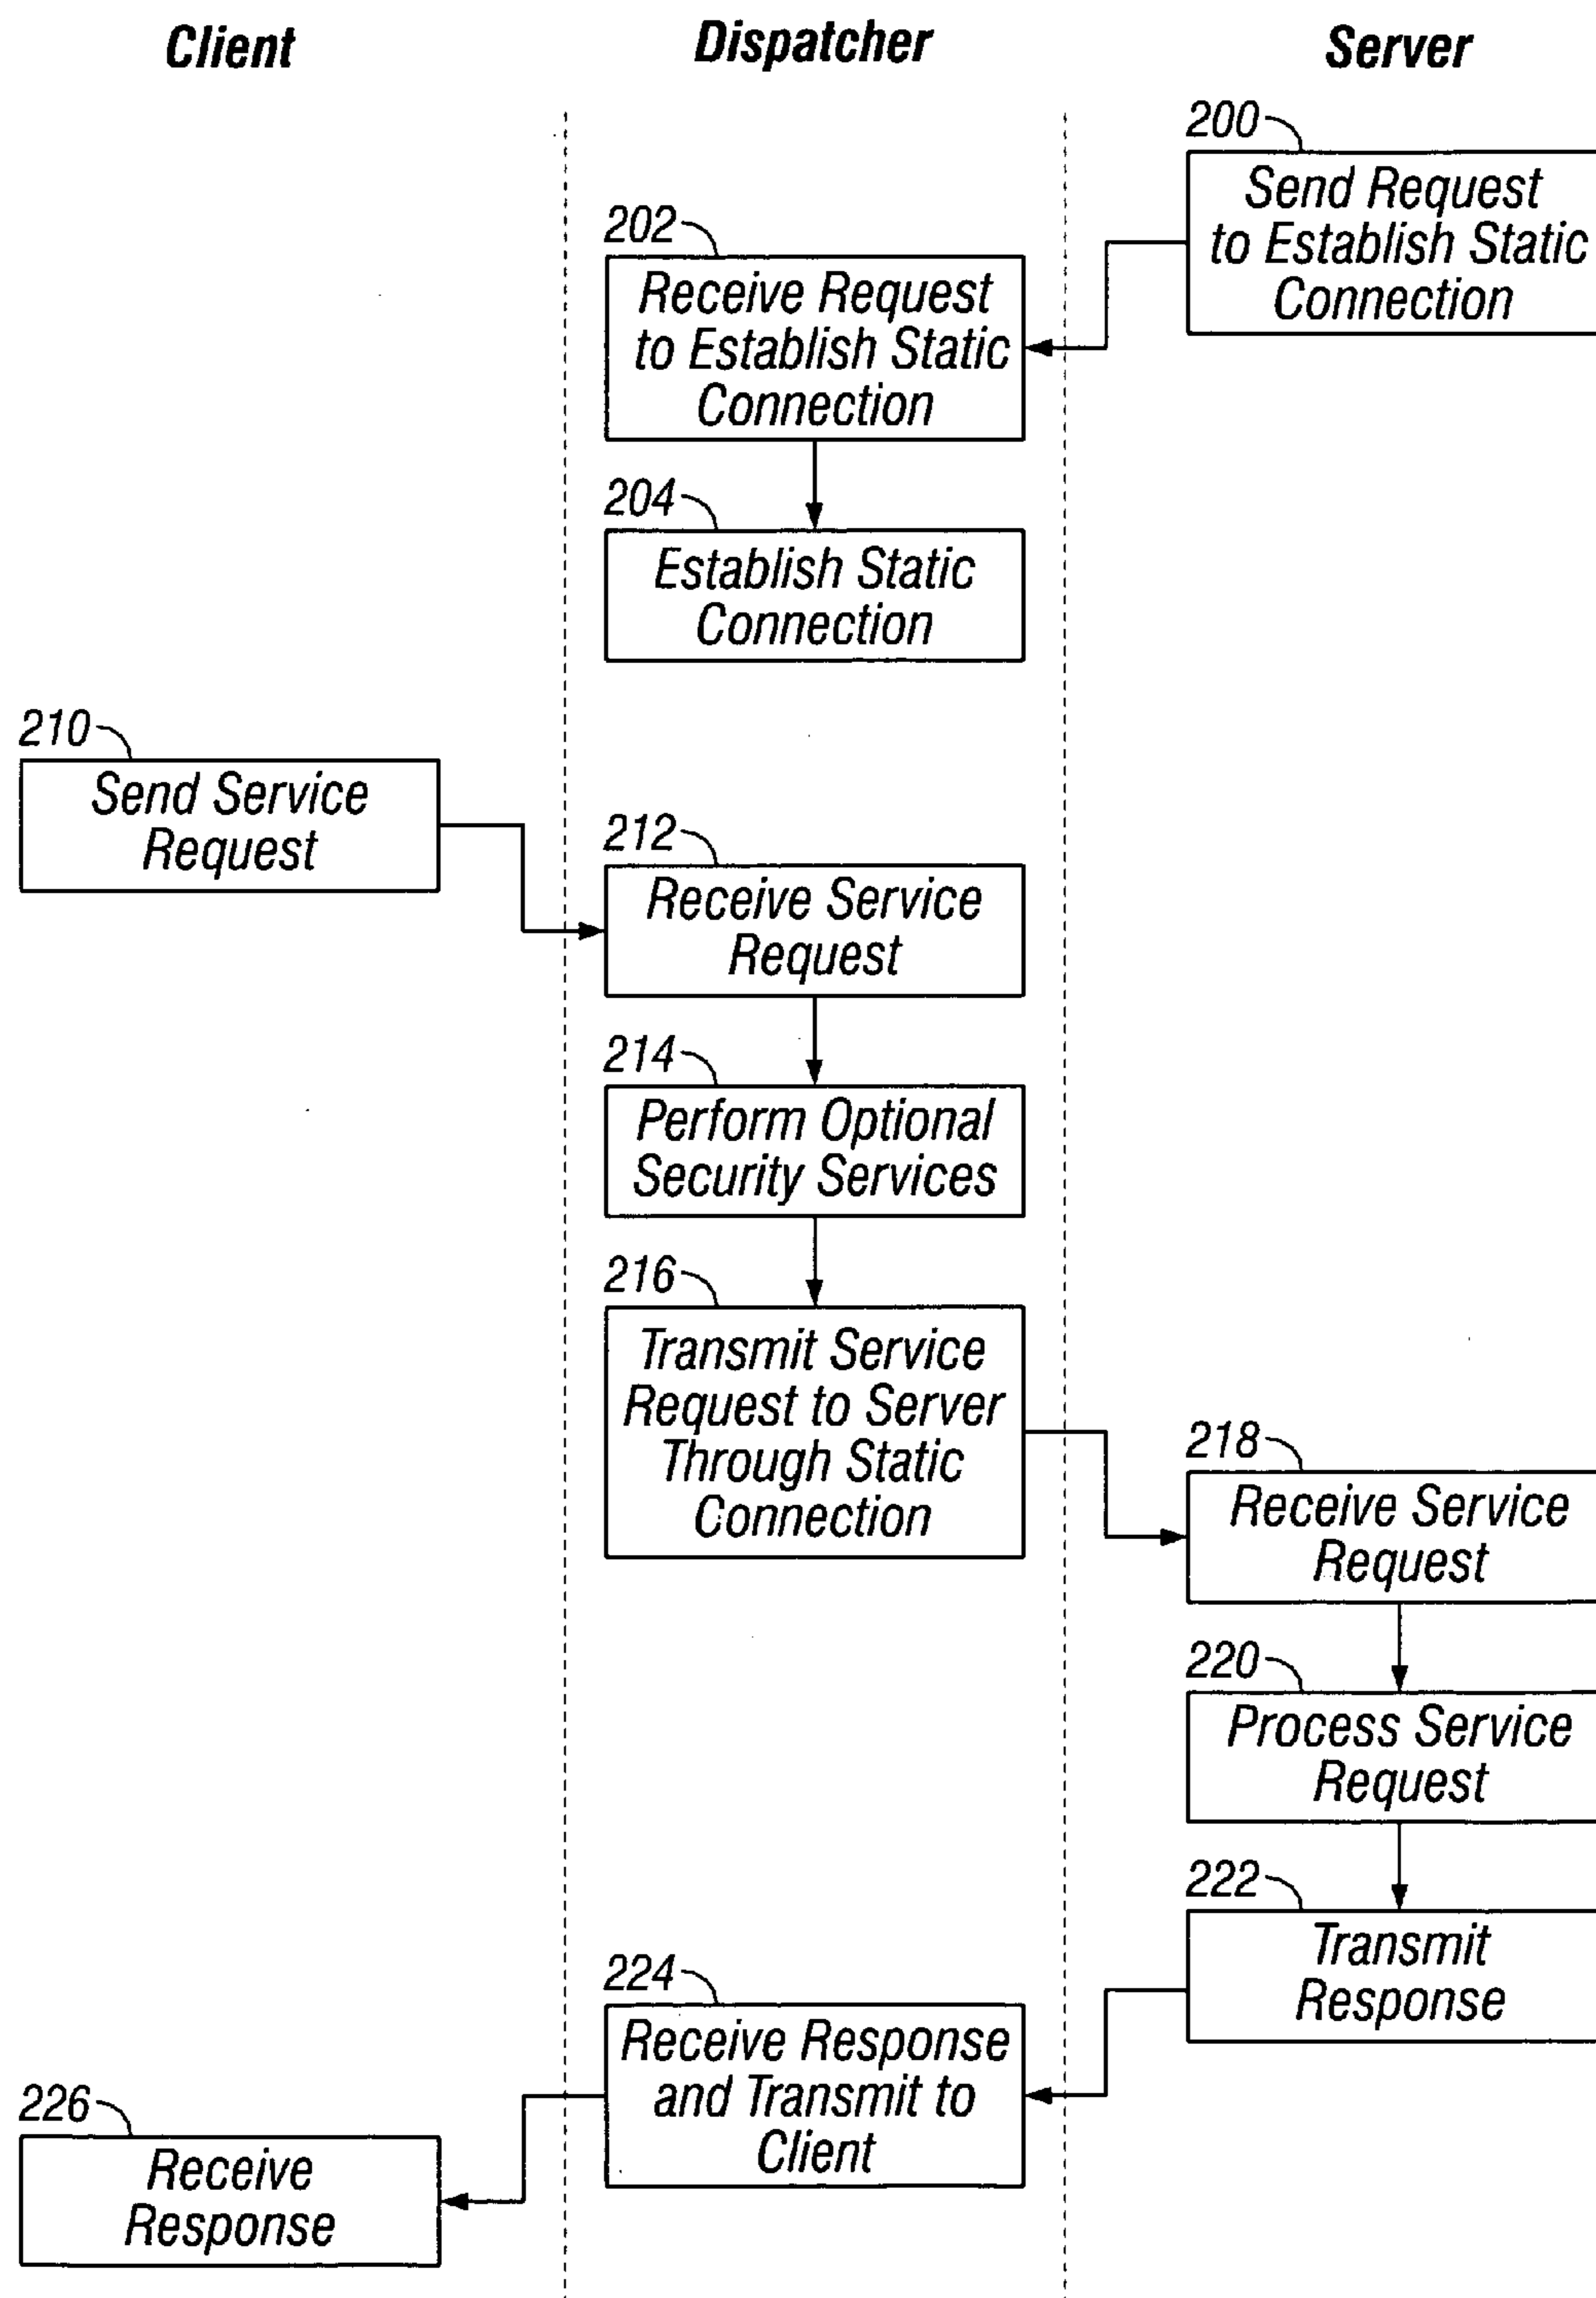 Client
Dispatcher
Server
200
Send Request
to Establish Static
Connection
202
Receive Request
to Establish Static
Connection
204
Establish Static
Connection
210
Send Service
Request
212
Receive Service
Request
214
Perform Optional
Security Services
216
Transmit Service
Request to Server
Through Static
Connection
218
Receive Service
Request
220
Process Service
Request
222
Transmit
Response
224
Receive Response
and Transmit to
Client
226
Receive
Response